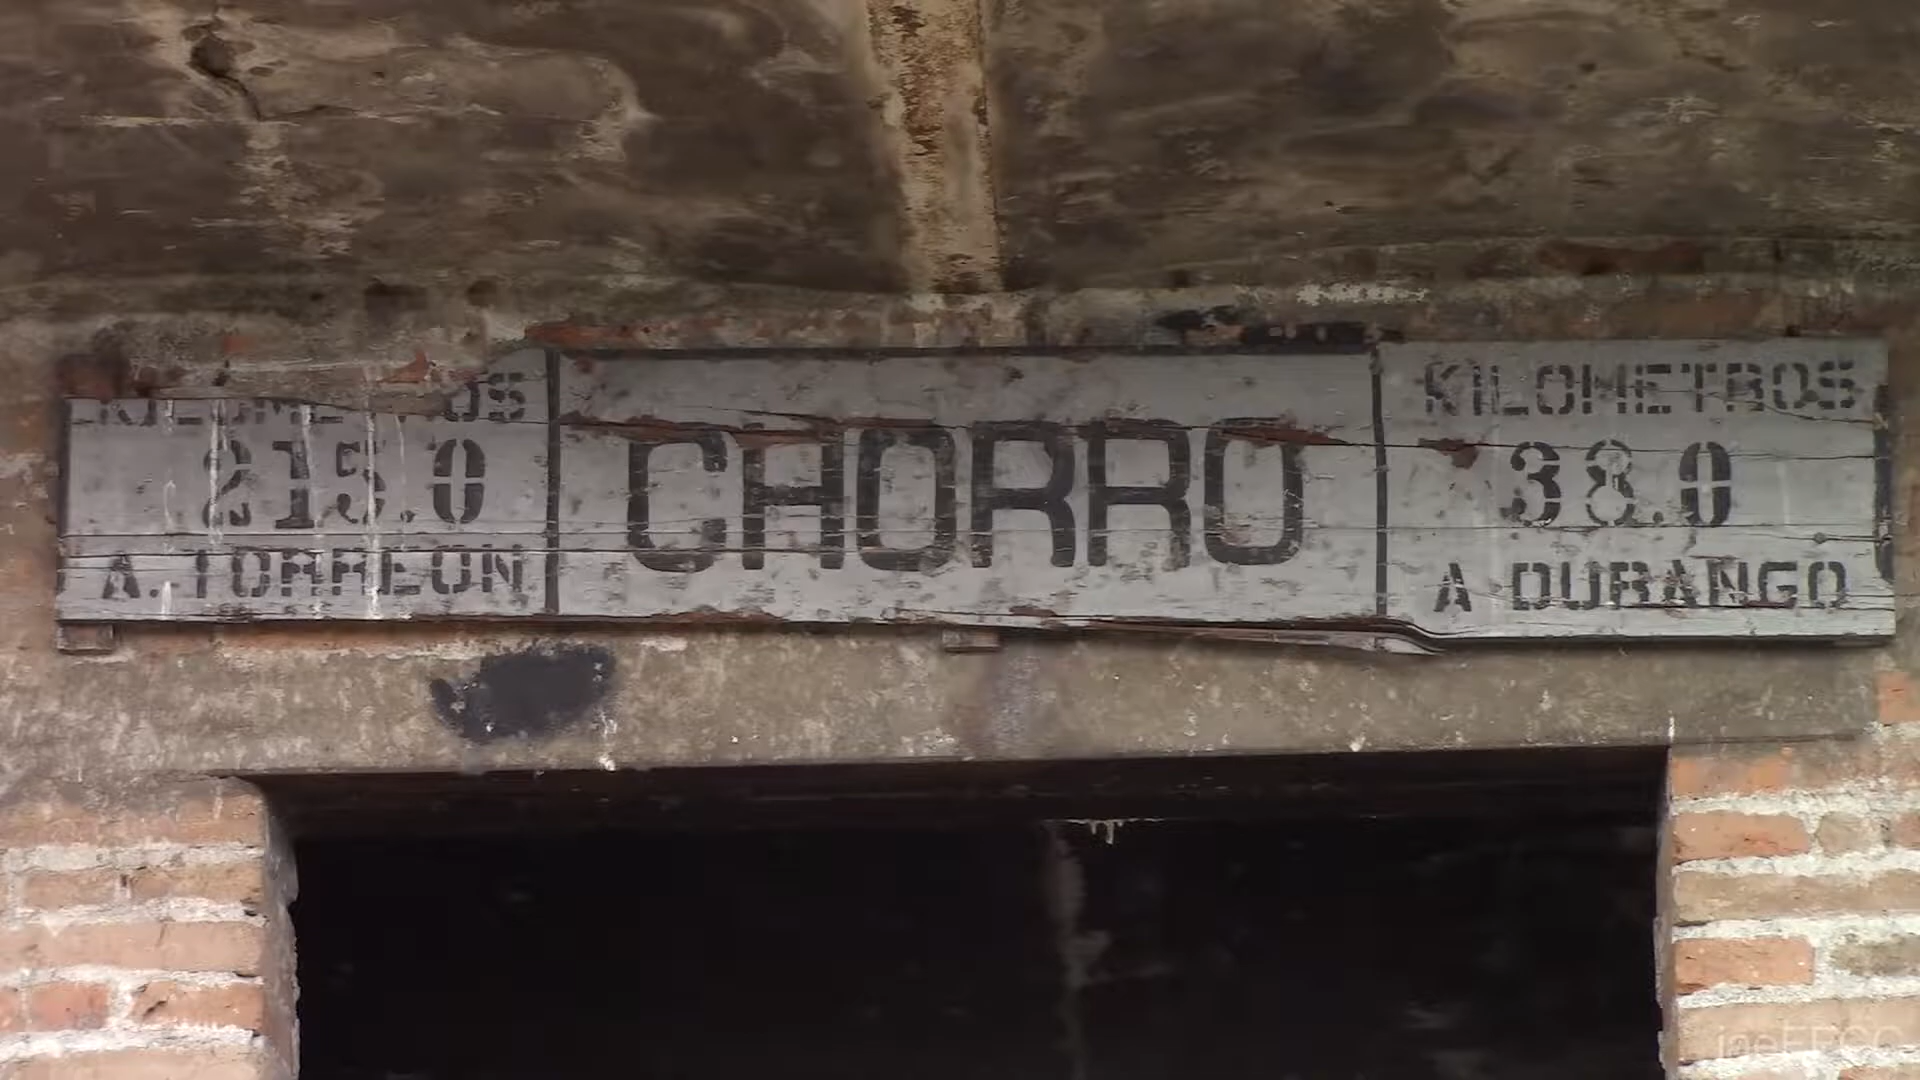 KILOMETROS
215.0
A. TORREON
CHORRO
KILOMETROS
38.0
A DURANGO